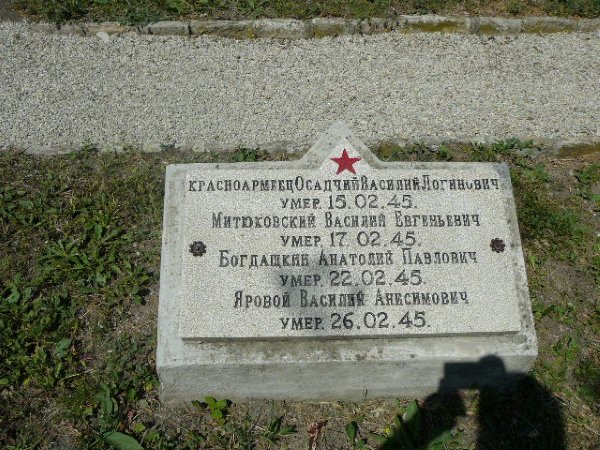 КРАСНОАРМЕЕЦ ОСАДЧИЙ ВАСИЛИЙ ЛОГИНОВИЧ
УМЕР. 15.02.45.
МИТЮКОВСКИЙ ВАСИЛИЙ ЕВГЕНЬЕВИЧ
УМЕР. 17.02.45.
БОГДАШКИН АНАТОЛИЙ ПАВЛОВИЧ
УМЕР. 22.02.45.
ЯРОВОЙ ВАСИЛИЙ АНИСИМОВИЧ
УМЕР. 26.02.45.